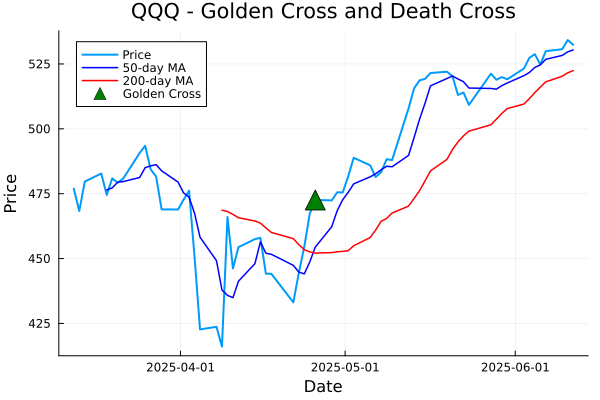 QQQ - Golden Cross and Death Cross
Price
50-day MA
200-day MA
Golden Cross
525
500
475
450
425
Price
2025-04-01
2025-05-01
2025-06-01
Date